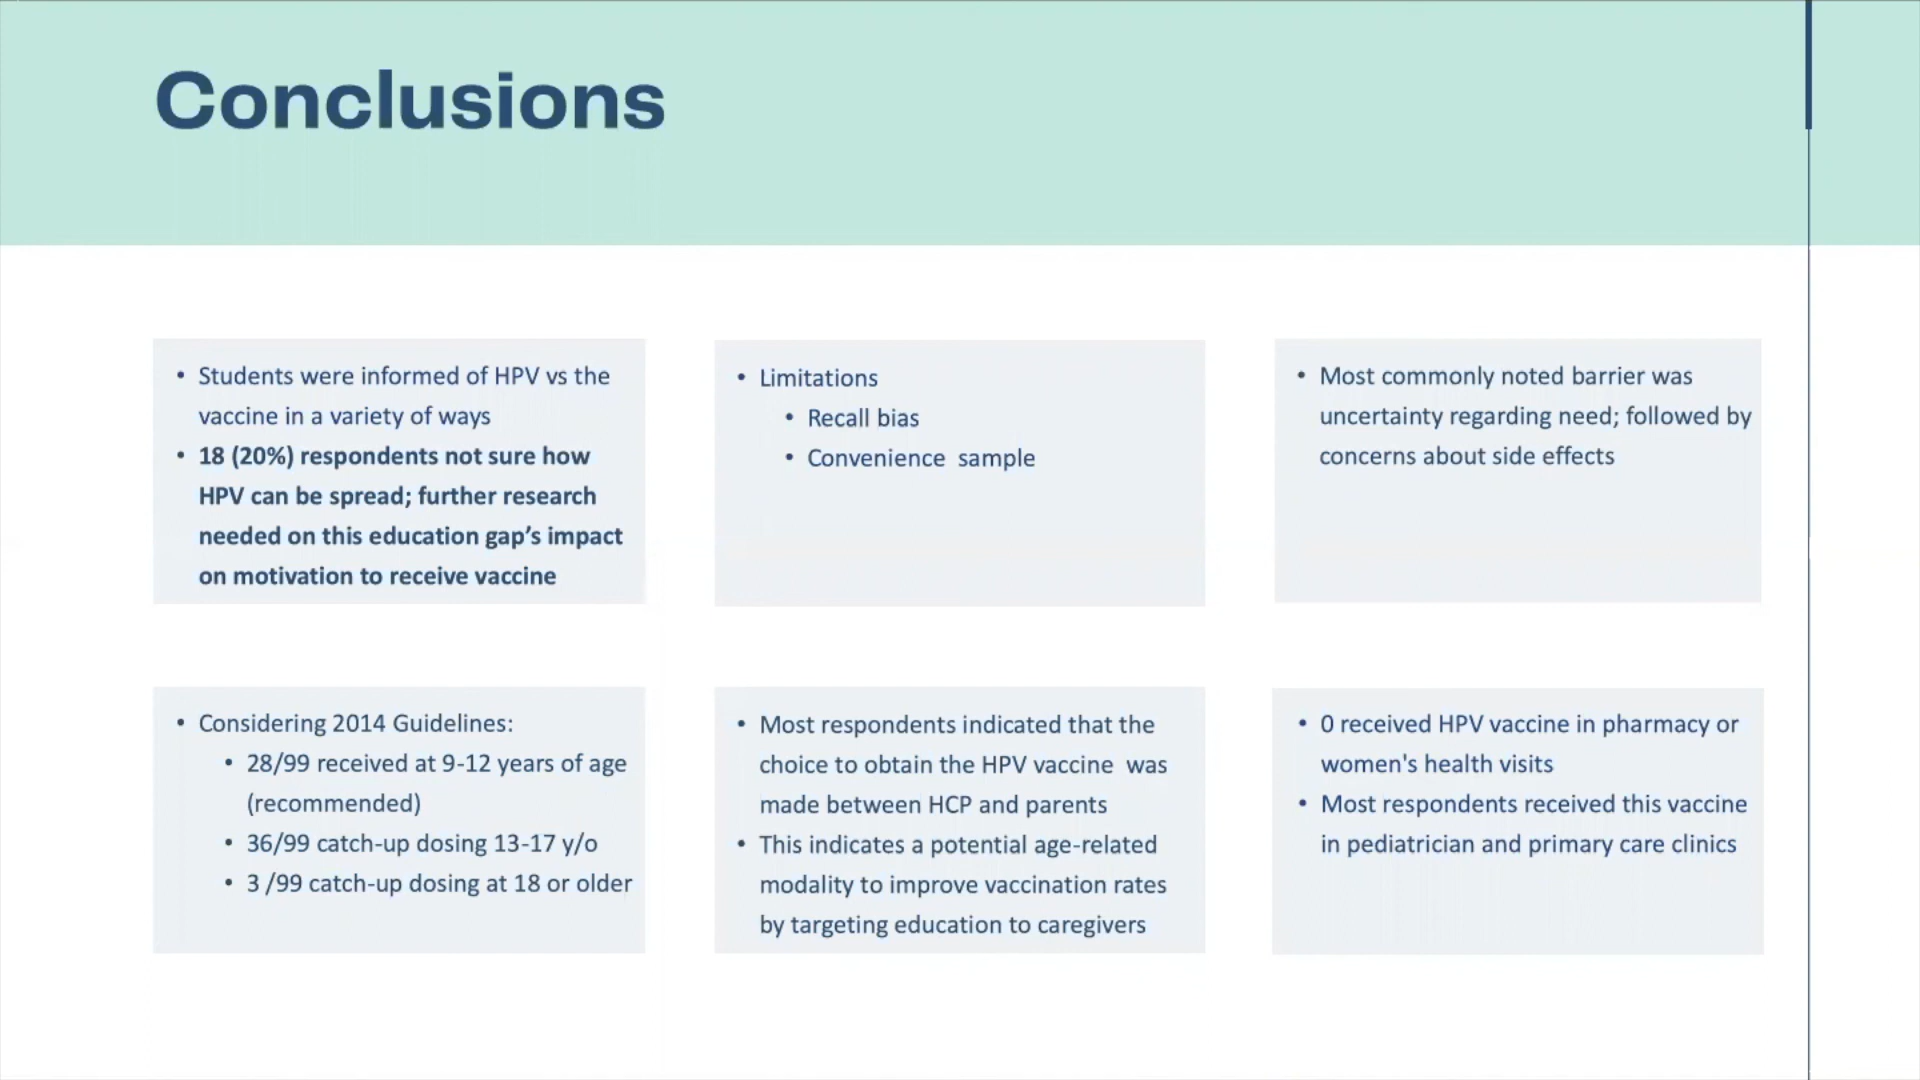 Conclusions
• Students were informed of HPV vs the
vaccine in a variety of ways
• 18 (20%) respondents not sure how
HPV can be spread; further research
needed on this education gap’s impact
on motivation to receive vaccine
• Limitations
• Recall bias
• Convenience  sample
• Most commonly noted barrier was
uncertainty regarding need; followed by
concerns about side effects
• Considering 2014 Guidelines:
• 28/99 received at 9-12 years of age
(recommended)
• 36/99 catch-up dosing 13-17 y/o
• 3 /99 catch-up dosing at 18 or older
• Most respondents indicated that the
choice to obtain the HPV vaccine  was
made between HCP and parents
• This indicates a potential age-related
modality to improve vaccination rates
by targeting education to caregivers
• 0 received HPV vaccine in pharmacy or
women's health visits
• Most respondents received this vaccine
in pediatrician and primary care clinics